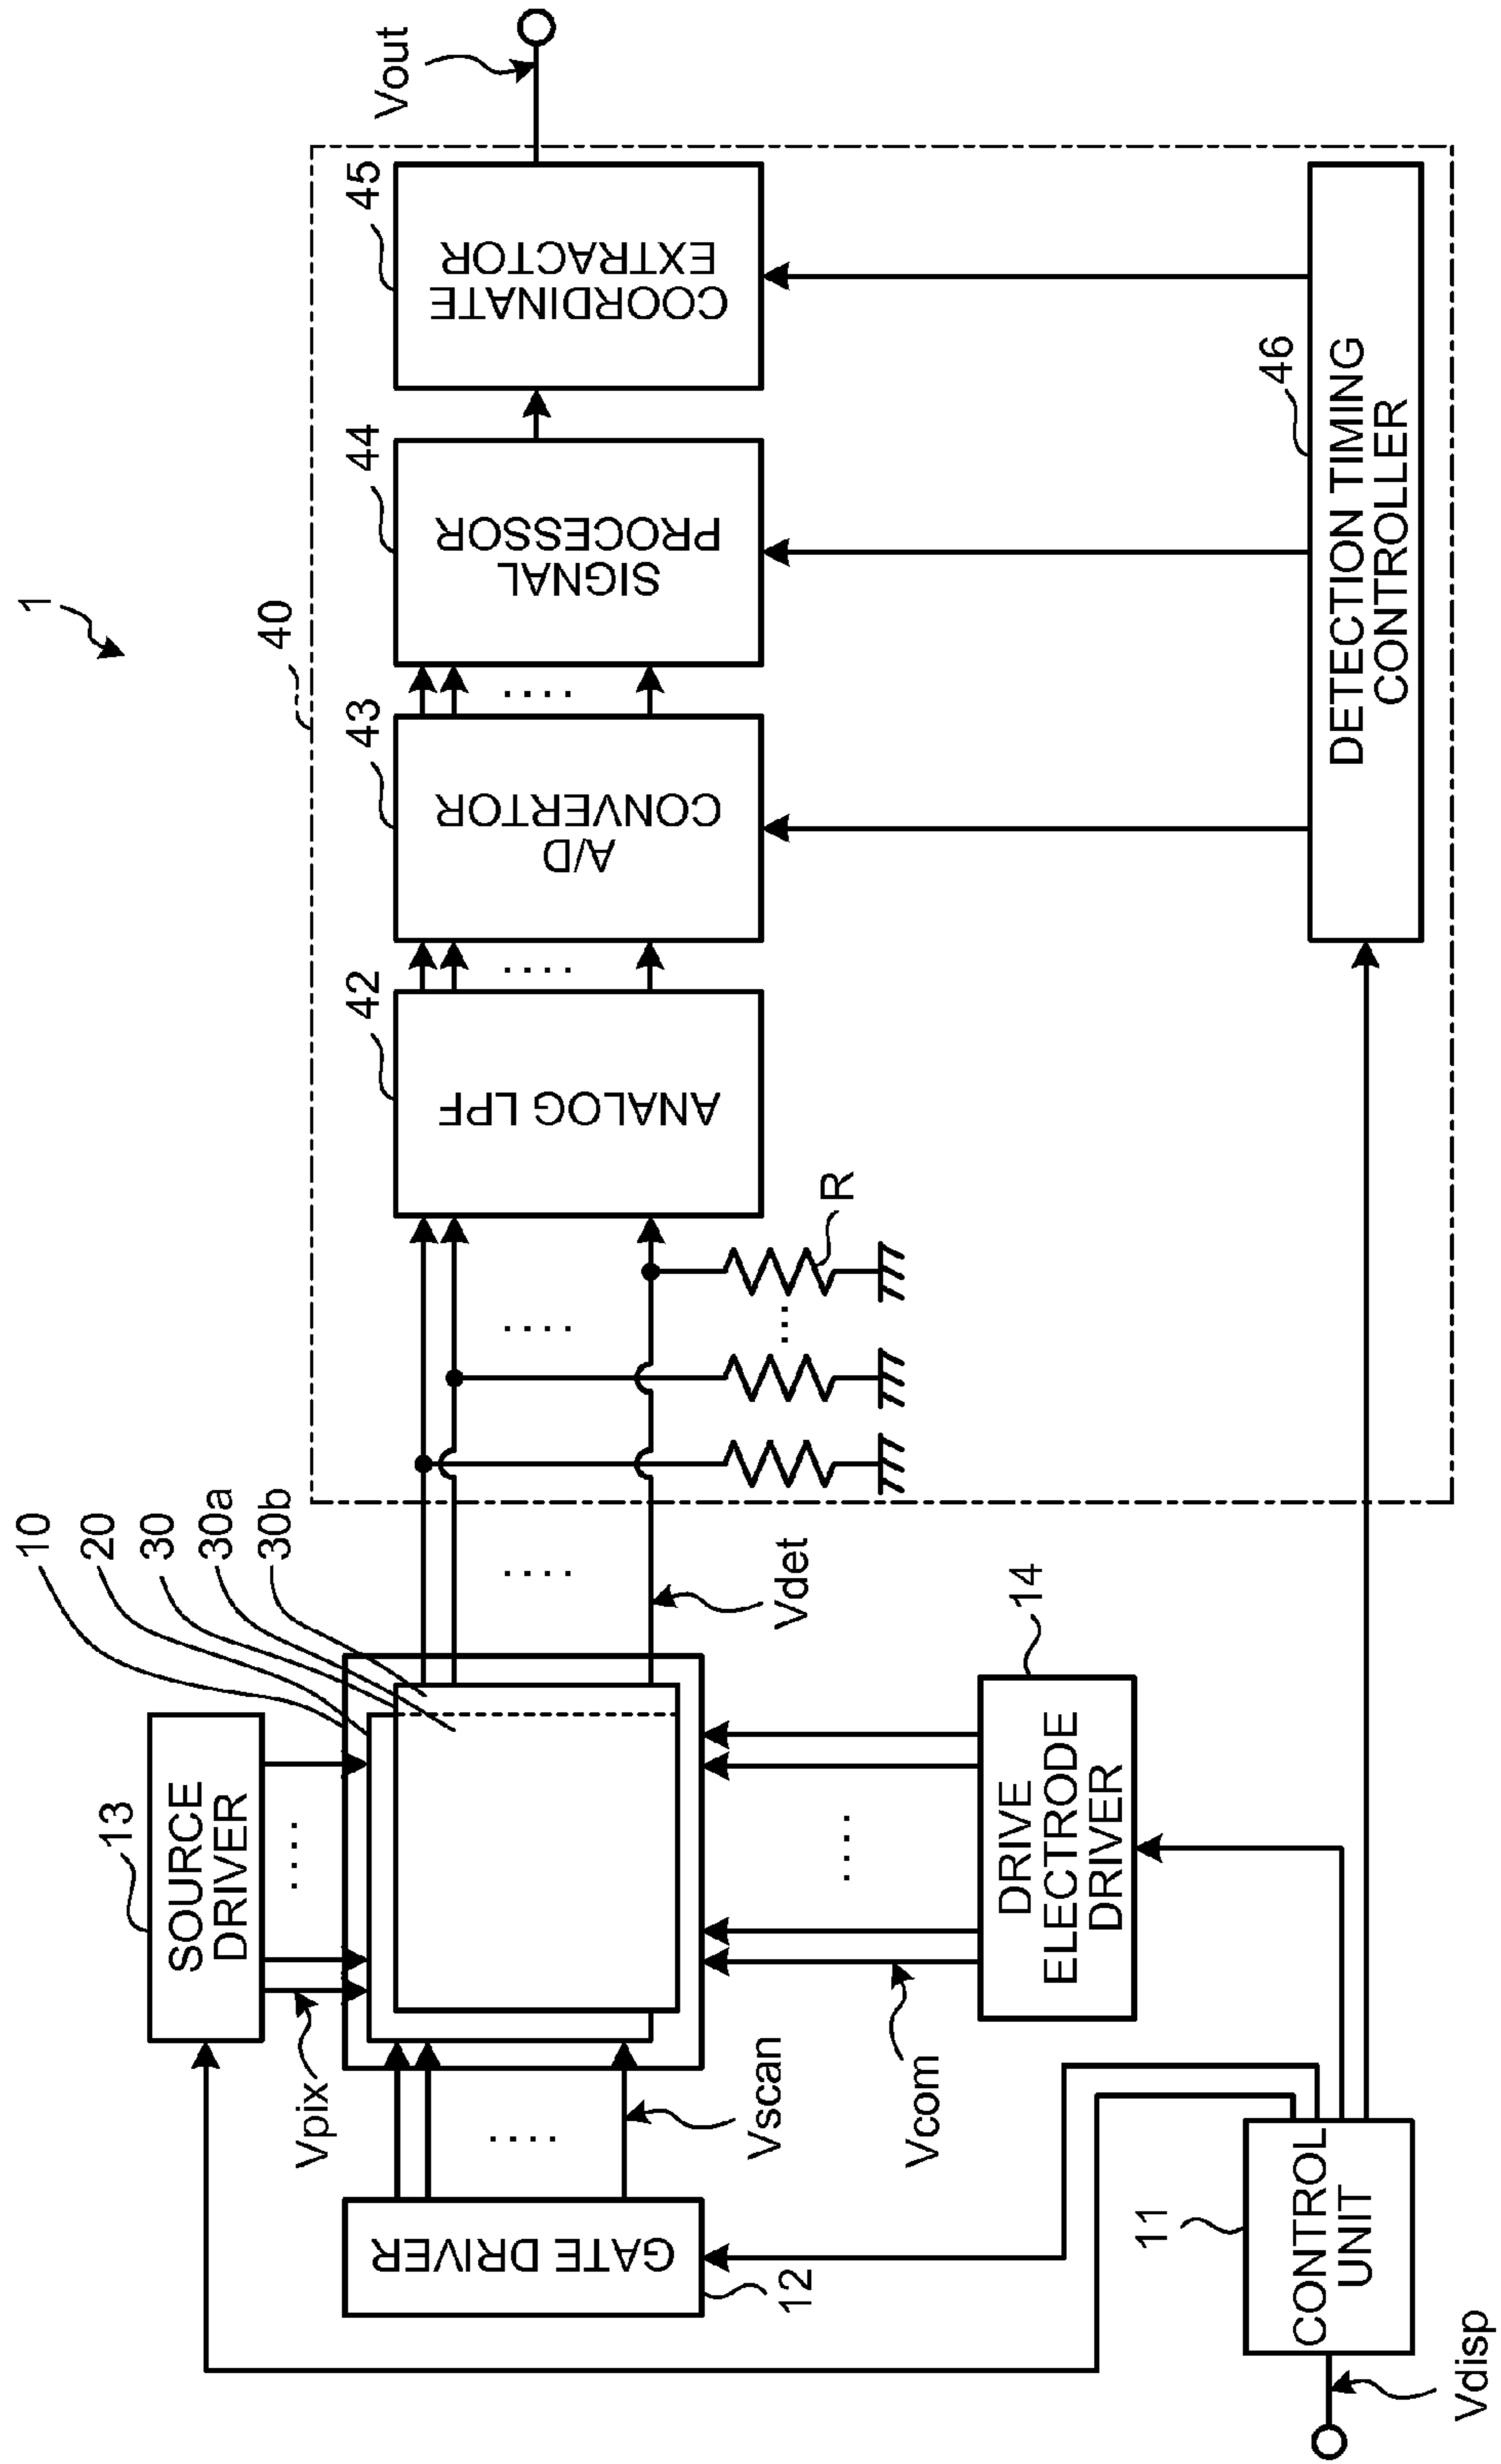 1
10
20
30
30a
30b
13
SOURCE
DRIVER
Vpix
....
GATE DRIVER
12
....
Vscan
....
Vdet
....
DRIVE
ELECTRODE
DRIVER
14
Vcom
CONTROL
UNIT
11
Vdisp
40
....
...
R
ANALOG LPF
42
....
A/D
CONVERTOR
43
....
SIGNAL
PROCESSOR
44
COORDINATE
EXTRACTOR
45
Vout
DETECTION TIMING
CONTROLLER
46